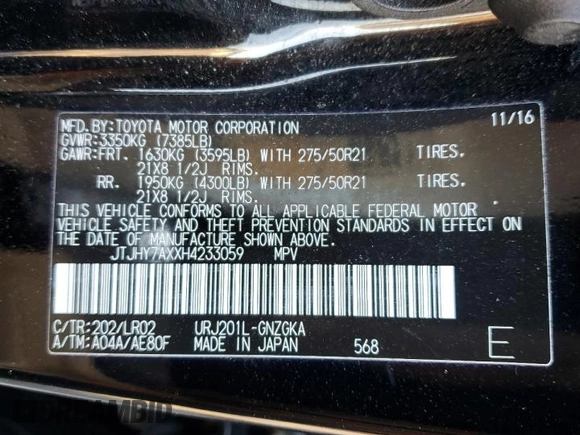 MFD.BY:TOYOTA MOTOR CORPORATION 11/16
GVWR:3350KG (7385LB)
GAWR:FRT. 1630KG (3595LB) WITH 275/50R21 TIRES.
21X8 1/2J RIMS.
RR. 1950KG (4300LB) WITH 275/50R21 TIRES.
21X8 1/2J RIMS.
THIS VEHICLE CONFORMS TO ALL APPLICABLE FEDERAL MOTOR
VEHICLE SAFETY AND THEFT PREVENTION STANDARDS IN EFFECT ON
THE DATE OF MANUFACTURE SHOWN ABOVE.
JTJHY7AXXH4233059 MPV
C/TR:202/LR02 URJ201L-GNZGKA
A/TM:A04A/AE80F MADE IN JAPAN 568 E